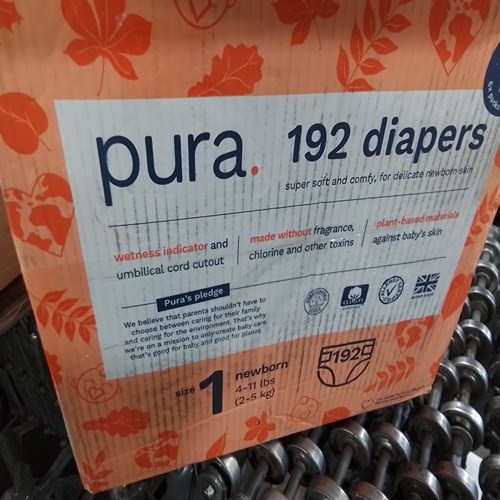 pura.
192 diapers
super soft and comfy, for delicate newborn skin
wetness indicator and
umbilical cord cutout
made without fragrance,
chlorine and other toxins
plant-based materials
against baby's skin
Pura's pledge
We believe that parents shouldn't have to
choose between caring for their family
and caring for the environment. That's why
we're on a mission to only create baby care
that's good for baby and good for planet.
size 1 newborn
4-11 lbs
(2-5 kg)
192